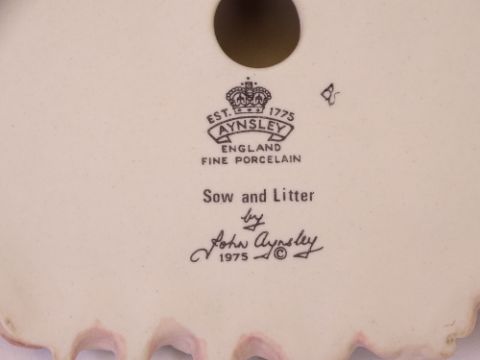 EST. 1775
AYNSLEY
ENGLAND
FINE PORCELAIN
Sow and Litter
by
John Aynsley
1975 ©